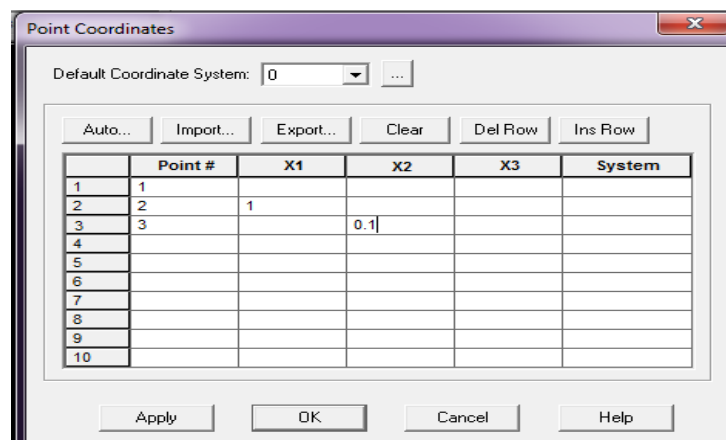 Point Coordinates
Default Coordinate System: 0 ...
Auto... Import... Export... Clear Del Row Ins Row
Point # X1 X2 X3 System
1 1
2 2 1
3 3 0.1
4
5
6
7
8
9
10
Apply OK Cancel Help